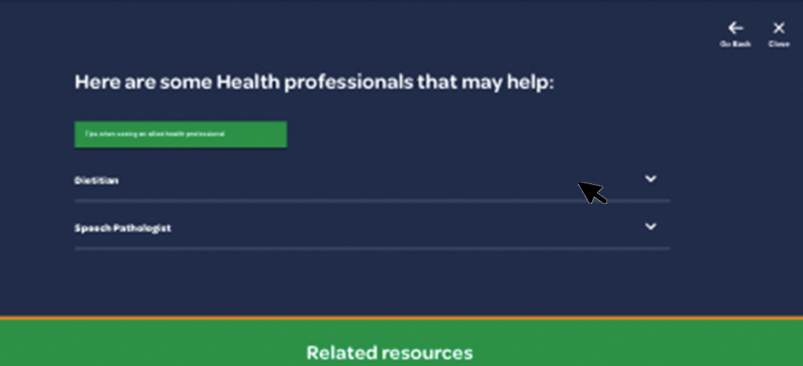 Go Back
Close
Here are some Health professionals that may help:
Tips when seeing an allied health professional
Dietitian
Speech Pathologist
Related resources